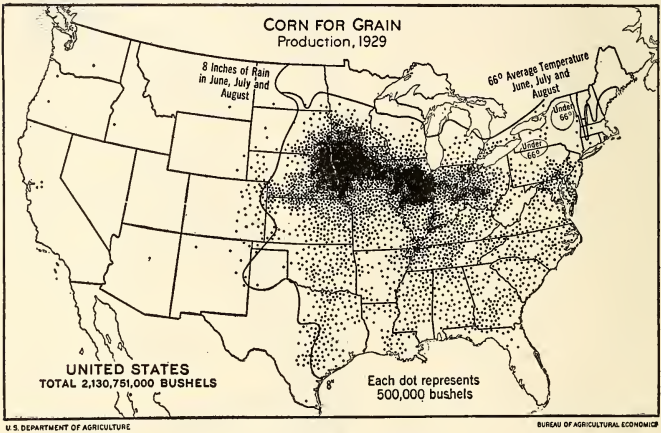 CORN FOR GRAIN
PRODUCTION, 1929
8 Inches of Rain
in June, July and
August
66° Average Temperature
June, July and
August
Under
66°
Under
66°
UNITED STATES
TOTAL 2,130,751,000 BUSHELS
8"
Each dot represents
500,000 bushels
U.S. DEPARTMENT OF AGRICULTURE
BUREAU OF AGRICULTURAL ECONOMICS